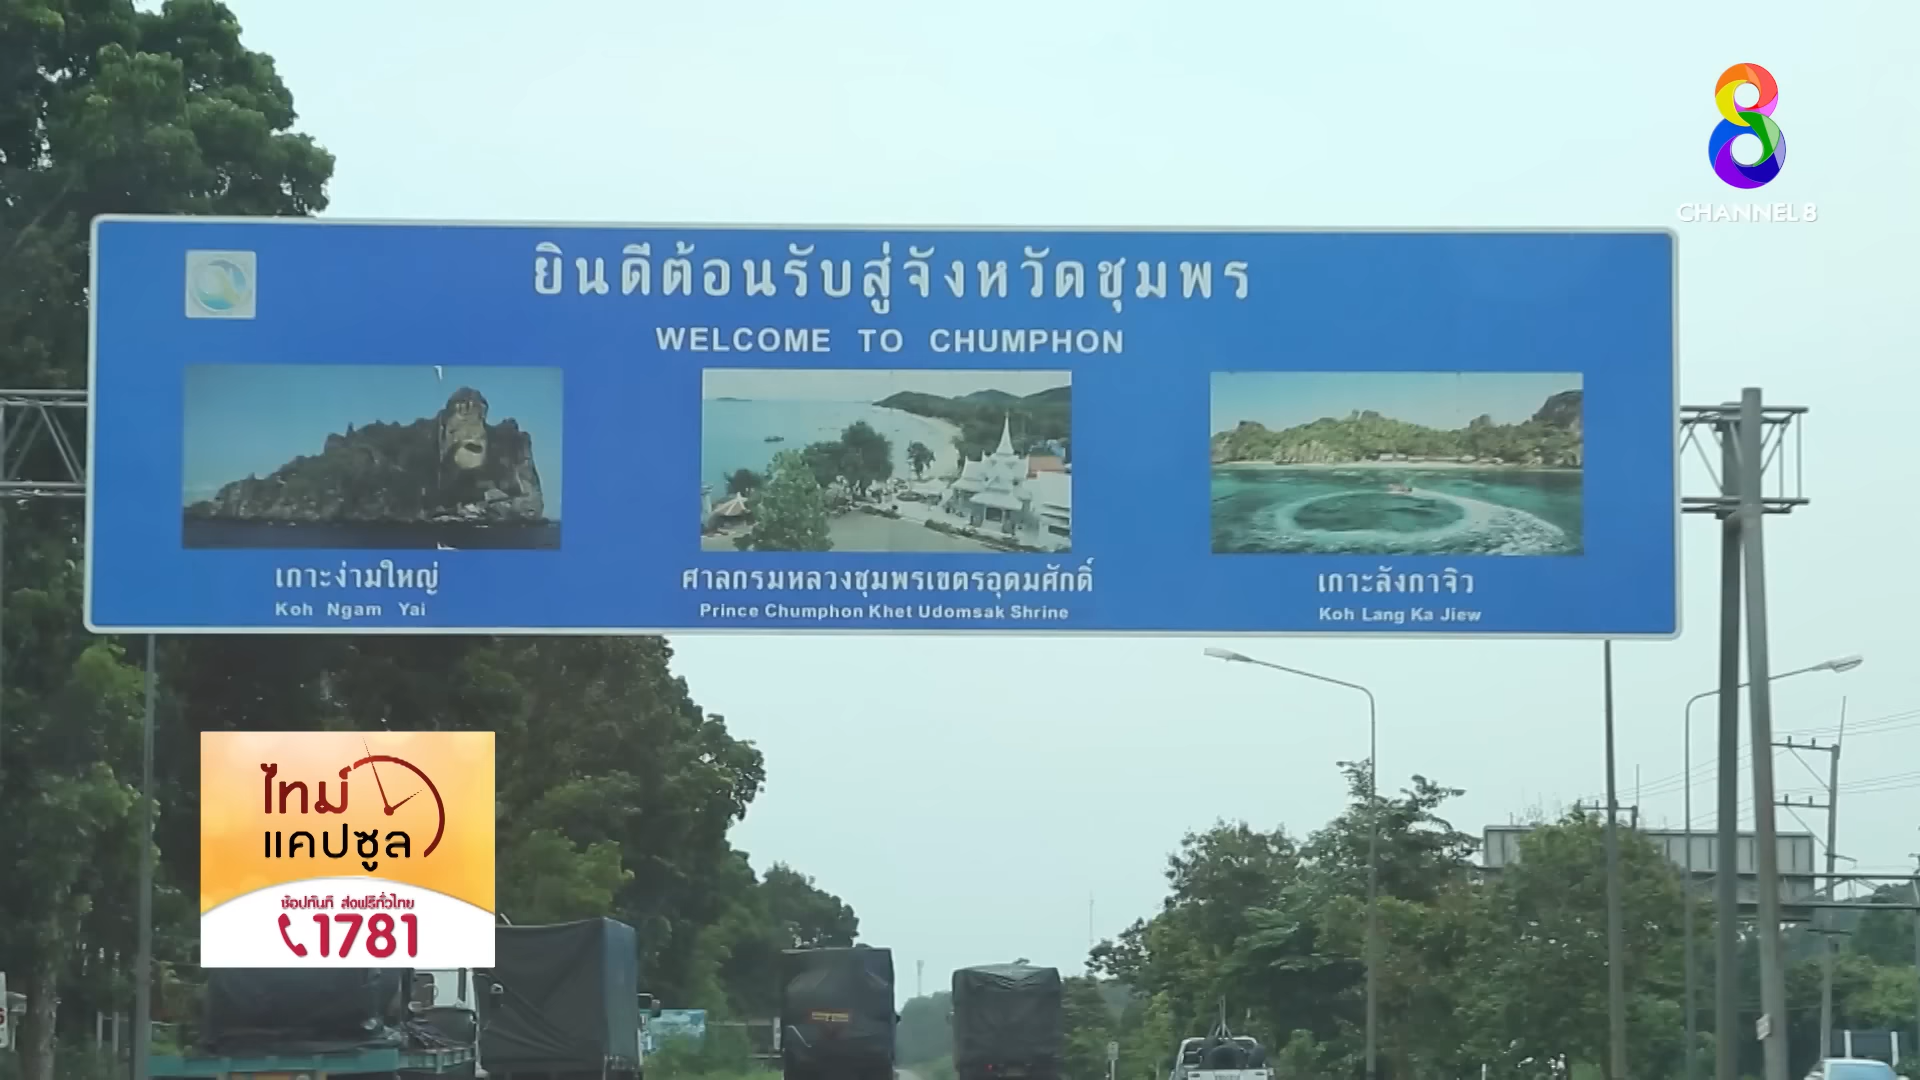 CHANNEL 8
ยินดีต้อนรับสู่จังหวัดชุมพร
WELCOME TO CHUMPHON
เกาะง่ามใหญ่
Koh Ngam Yai
ศาลกรมหลวงชุมพรเขตรอุดมศักดิ์
Prince Chumphon Khet Udomsak Shrine
เกาะลังกาจิว
Koh Lang Ka Jiew
ไทม์
แคปซูล
ช้อปทันที ส่งฟรีทั่วไทย
1781